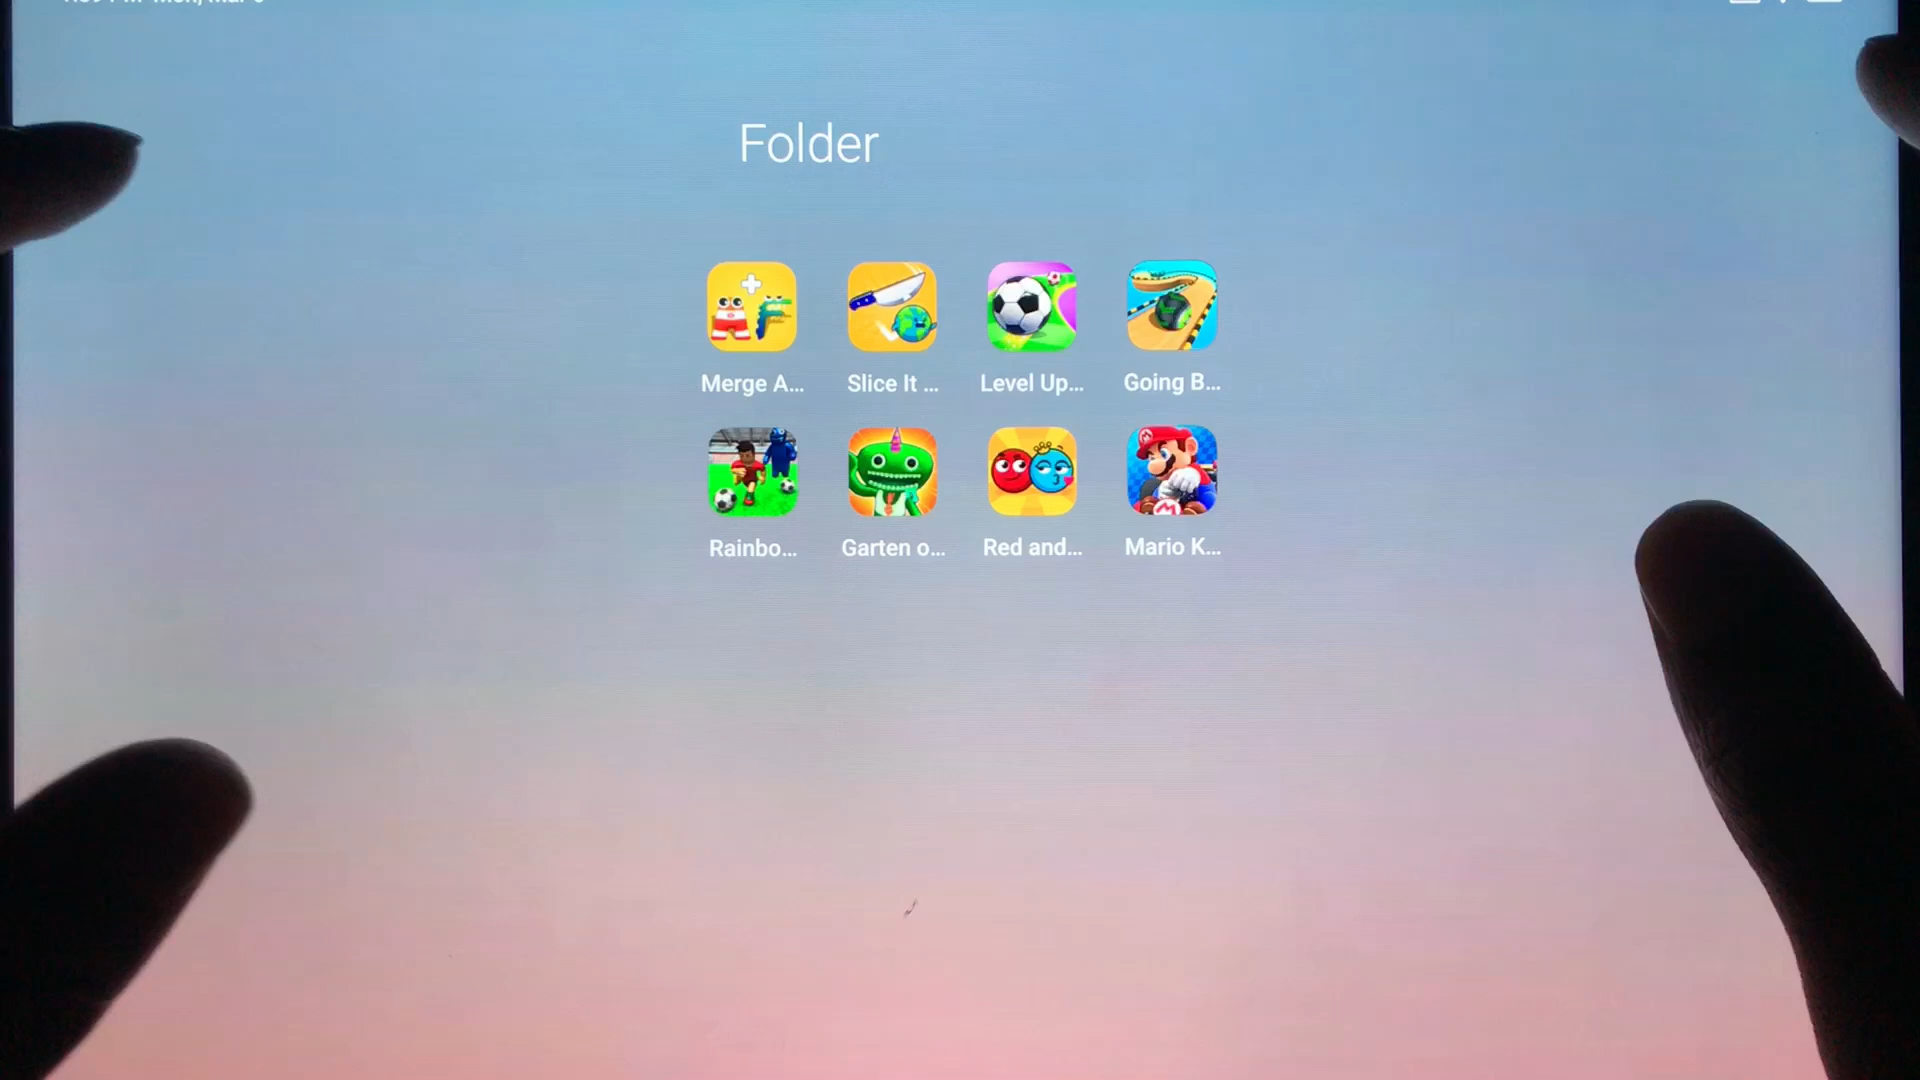 Folder
Merge A...
Slice It ...
Level Up...
Going B...
Rainbo...
Garten o...
Red and...
Mario K...